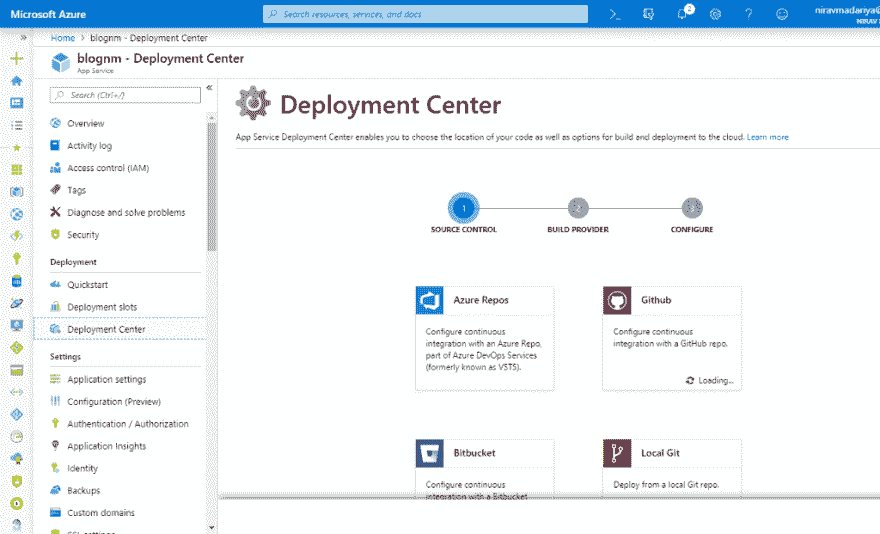 Microsoft Azure
Search resources, services, and docs
2
niravmadariya@
NIRAV
Home > blognm - Deployment Center
blognm - Deployment Center
App Service
Search (Ctrl+/)
Overview
Activity log
Access control (IAM)
Tags
Diagnose and solve problems
Security
Deployment
Quickstart
Deployment slots
Deployment Center
Settings
Application settings
Configuration (Preview)
Authentication / Authorization
Application Insights
Identity
Backups
Custom domains
SSL settings
Deployment Center
App Service Deployment Center enables you to choose the location of your code as well as options for build and deployment to the cloud. Learn more
1
2
3
SOURCE CONTROL
BUILD PROVIDER
CONFIGURE
Azure Repos
Configure continuous
integration with an Azure Repo,
part of Azure DevOps Services
(formerly known as VSTS).
Github
Configure continuous
integration with a GitHub repo.
Loading...
Bitbucket
Configure continuous
integration with a Bitbucket
Local Git
Deploy from a local Git repo.